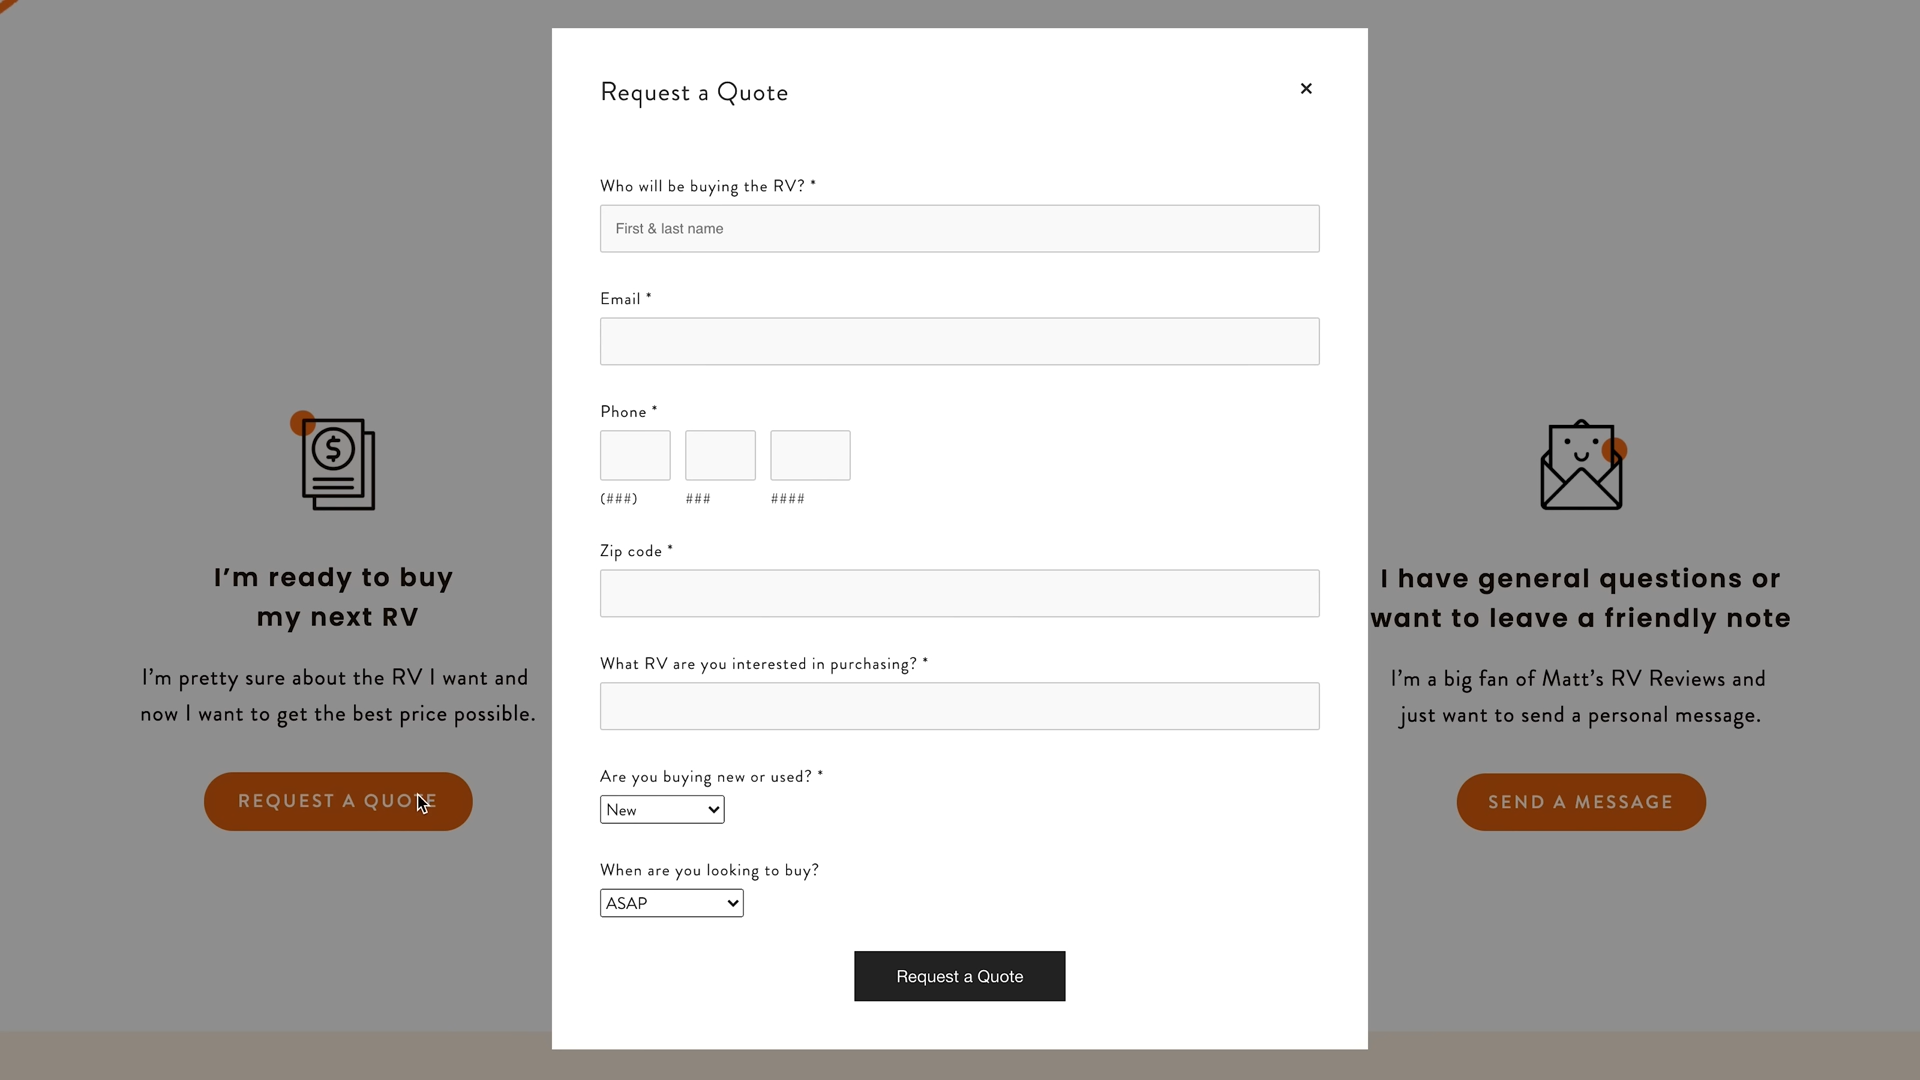 Request a Quote
×
Who will be buying the RV? *
First & last name
Email *
Phone *
(###) ### ####
Zip code *
What RV are you interested in purchasing? *
Are you buying new or used? *
New
When are you looking to buy?
ASAP
Request a Quote
$
I'm ready to buy
my next RV
I'm pretty sure about the RV I want and
now I want to get the best price possible.
REQUEST A QUOTE
I have general questions or
want to leave a friendly note
I'm a big fan of Matt's RV Reviews and
just want to send a personal message.
SEND A MESSAGE